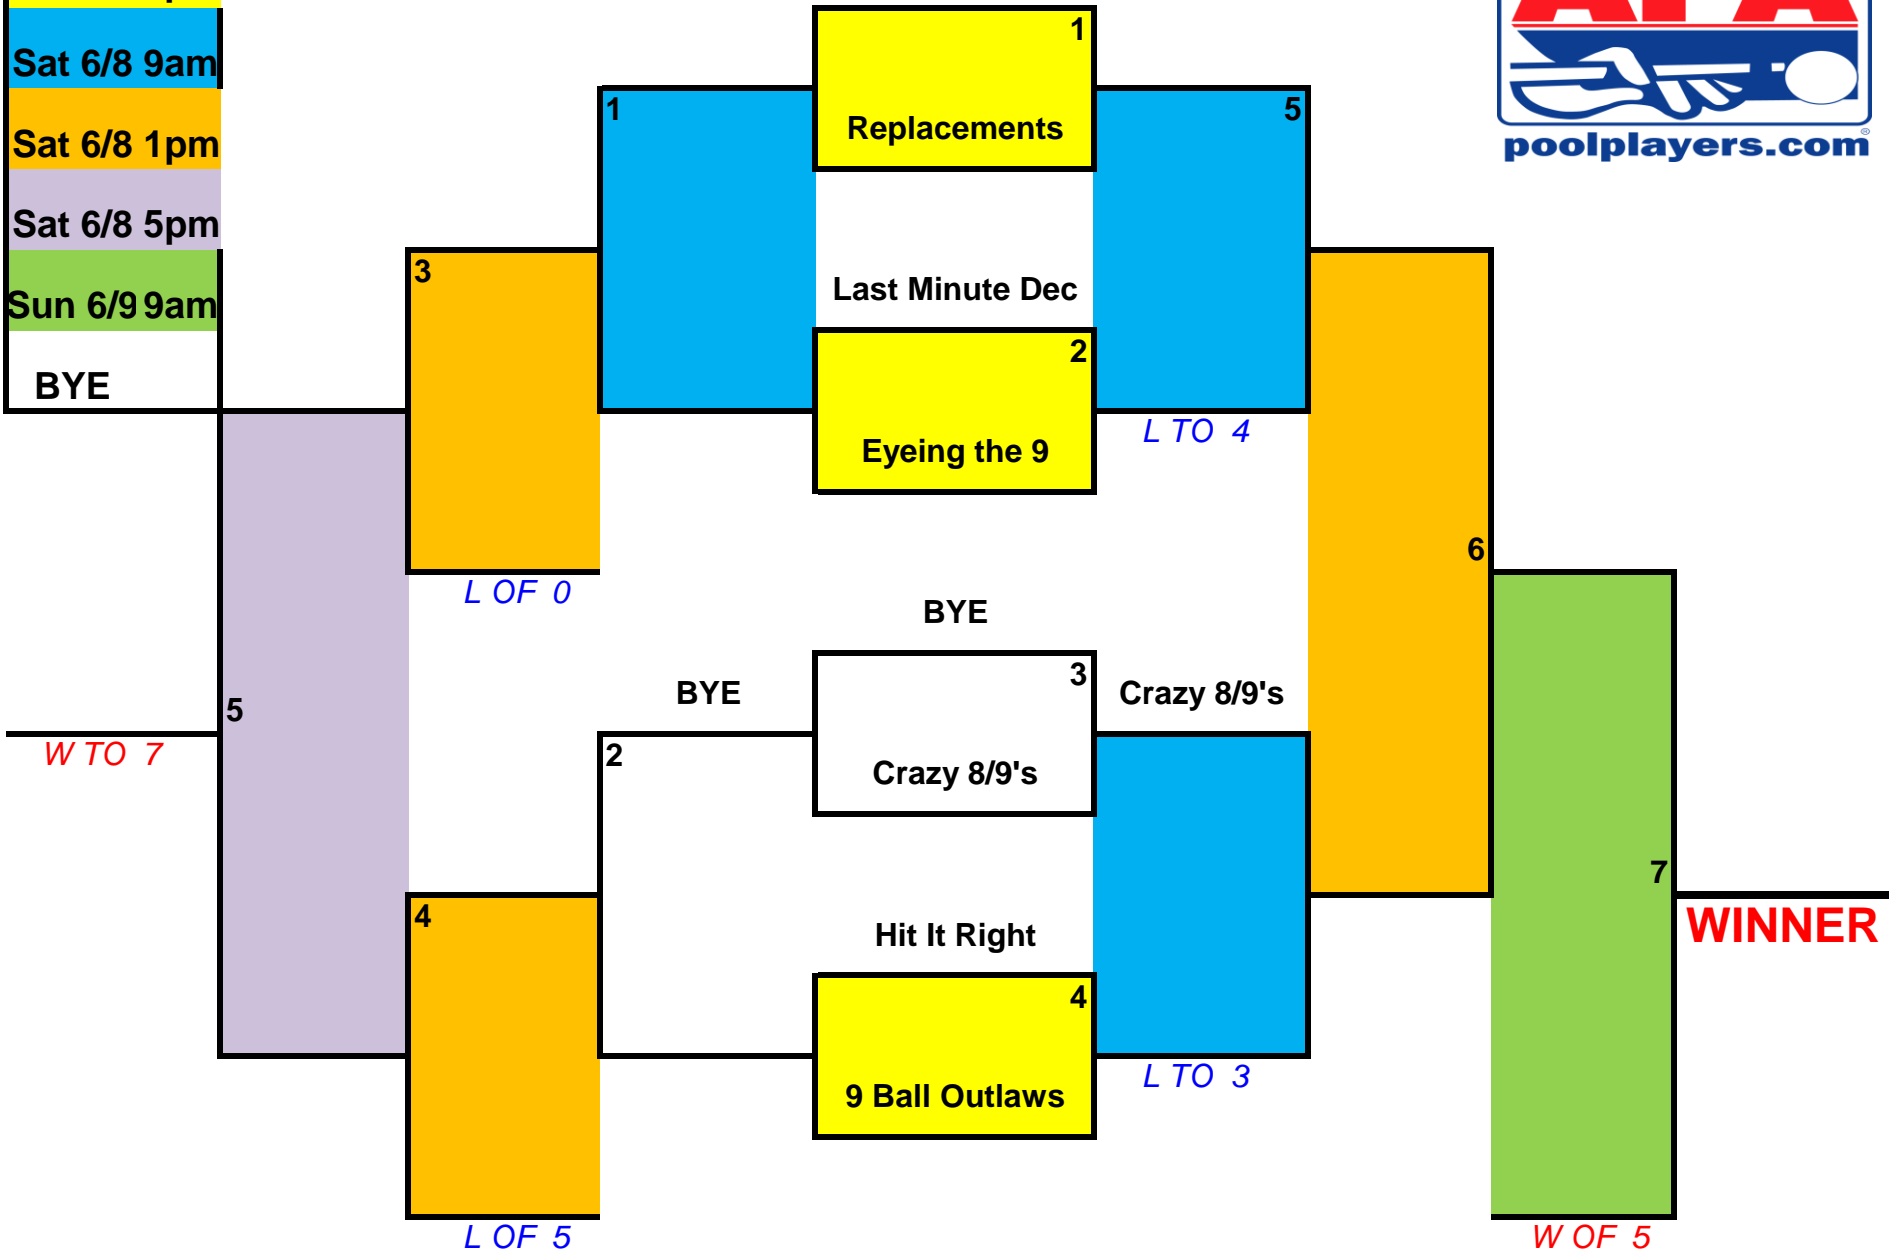 Sat 6/8 9am
Sat 6/8 1pm
Sat 6/8 5pm
Sun 6/9 9am
BYE
5
W TO 7
3
L OF 0
4
L OF 5
1
BYE
2
1
Replacements
Last Minute Dec
2
Eyeing the 9
BYE
3
Crazy 8/9's
Hit It Right
4
9 Ball Outlaws
5
L TO 4
Crazy 8/9's
L TO 3
6
7
WINNER
W OF 5
APA
poolplayers.com®